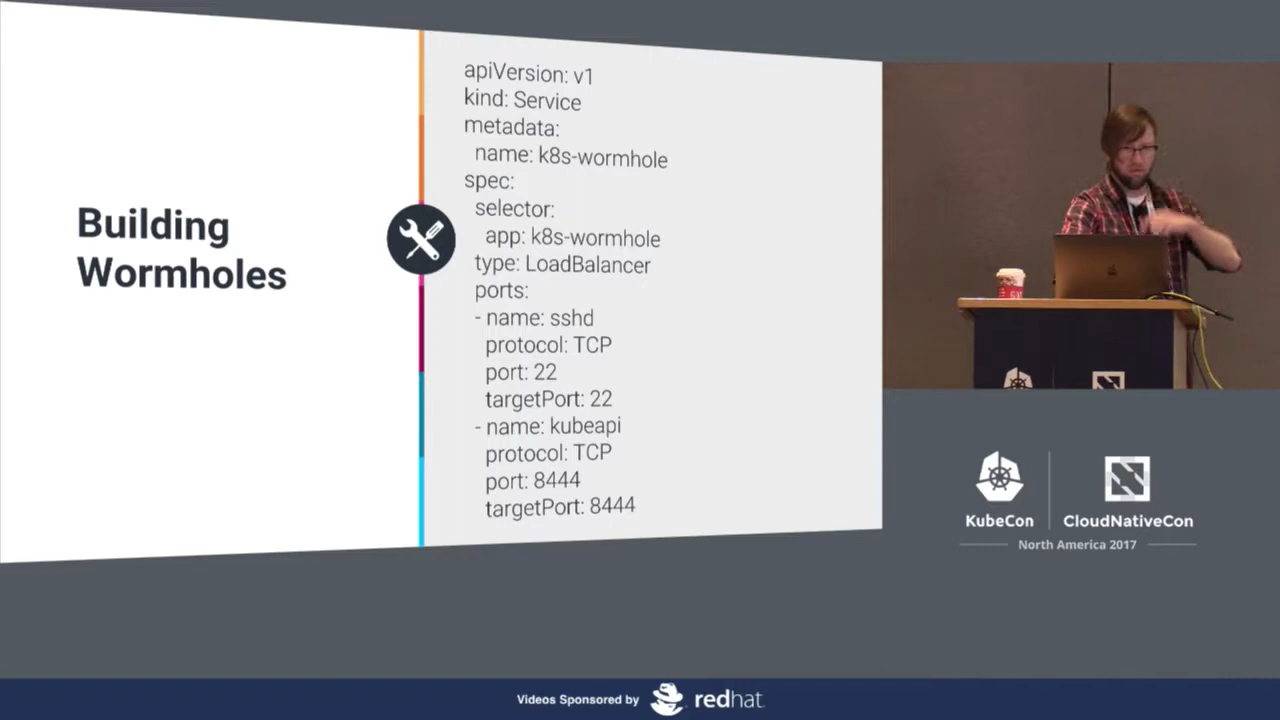 Building
Wormholes
apiVersion: v1
kind: Service
metadata:
  name: k8s-wormhole
spec:
  selector:
    app: k8s-wormhole
  type: LoadBalancer
  ports:
  - name: sshd
    protocol: TCP
    port: 22
    targetPort: 22
  - name: kubeapi
    protocol: TCP
    port: 8444
    targetPort: 8444
KubeCon
CloudNativeCon
North America 2017
Videos Sponsored by
redhat.